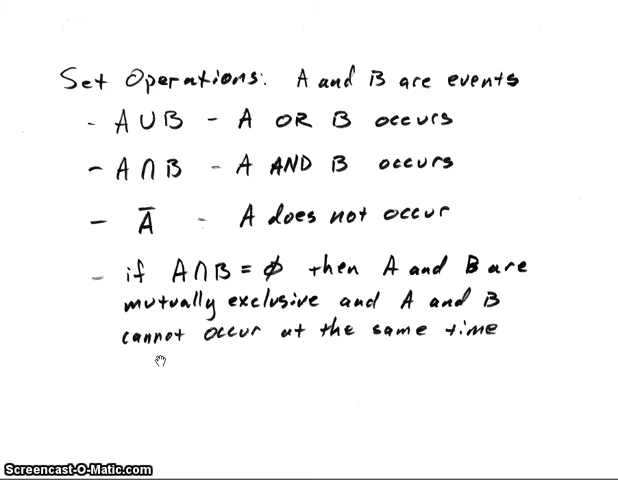 Set Operations: A and B are events
- A ∪ B - A OR B occurs
- A ∩ B - A AND B occurs
- A̅ - A does not occur
- if A ∩ B = ∅ then A and B are
mutually exclusive and A and B
cannot occur at the same time
Screencast-O-Matic.com